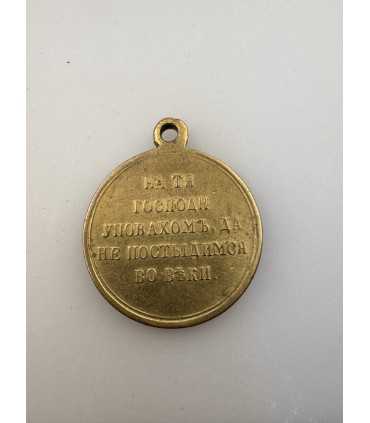 НА ТЯ
ГОСПОДИ
УПОВАХОМЪ, ДА
НЕ ПОСТЫДИМСЯ
ВО ВѢКИ.